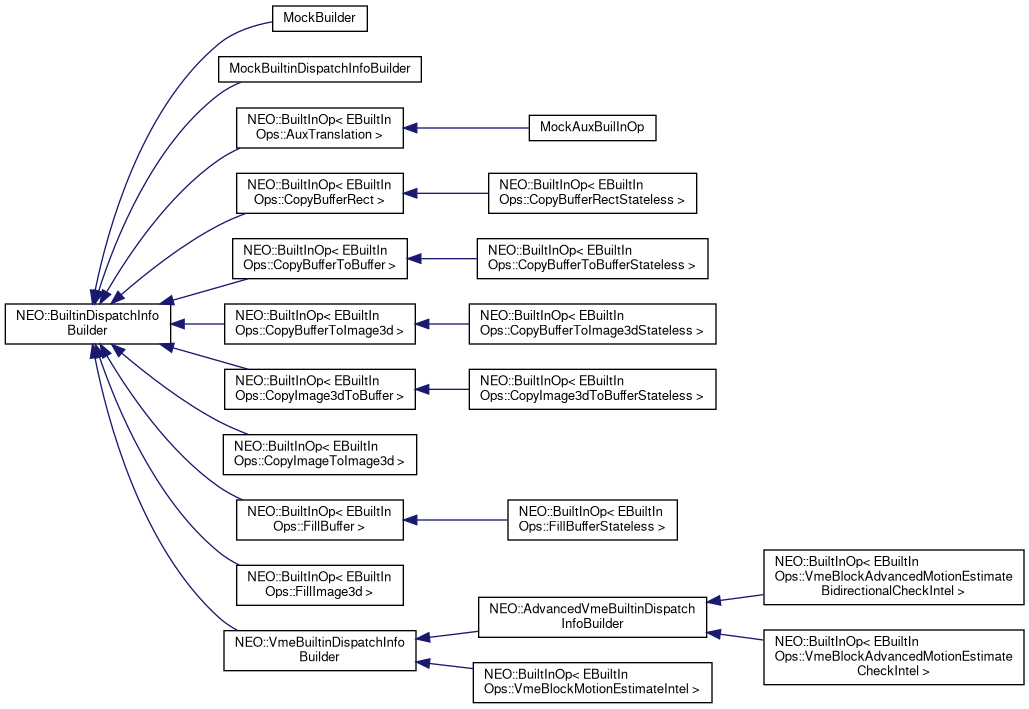 MockBuilder
MockBuiltinDispatchInfoBuilder
NEO::BuiltInOp< EBuiltIn
Ops::AuxTranslation >
MockAuxBuilInOp
NEO::BuiltInOp< EBuiltIn
Ops::CopyBufferRect >
NEO::BuiltInOp< EBuiltIn
Ops::CopyBufferRectStateless >
NEO::BuiltInOp< EBuiltIn
Ops::CopyBufferToBuffer >
NEO::BuiltInOp< EBuiltIn
Ops::CopyBufferToBufferStateless >
NEO::BuiltinDispatchInfo
Builder
NEO::BuiltInOp< EBuiltIn
Ops::CopyBufferToImage3d >
NEO::BuiltInOp< EBuiltIn
Ops::CopyBufferToImage3dStateless >
NEO::BuiltInOp< EBuiltIn
Ops::CopyImage3dToBuffer >
NEO::BuiltInOp< EBuiltIn
Ops::CopyImage3dToBufferStateless >
NEO::BuiltInOp< EBuiltIn
Ops::CopyImageToImage3d >
NEO::BuiltInOp< EBuiltIn
Ops::FillBuffer >
NEO::BuiltInOp< EBuiltIn
Ops::FillBufferStateless >
NEO::BuiltInOp< EBuiltIn
Ops::FillImage3d >
NEO::VmeBuiltinDispatchInfo
Builder
NEO::AdvancedVmeBuiltinDispatch
InfoBuilder
NEO::BuiltInOp< EBuiltIn
Ops::VmeBlockAdvancedMotionEstimate
BidirectionalCheckIntel >
NEO::BuiltInOp< EBuiltIn
Ops::VmeBlockAdvancedMotionEstimate
CheckIntel >
NEO::BuiltInOp< EBuiltIn
Ops::VmeBlockMotionEstimateIntel >